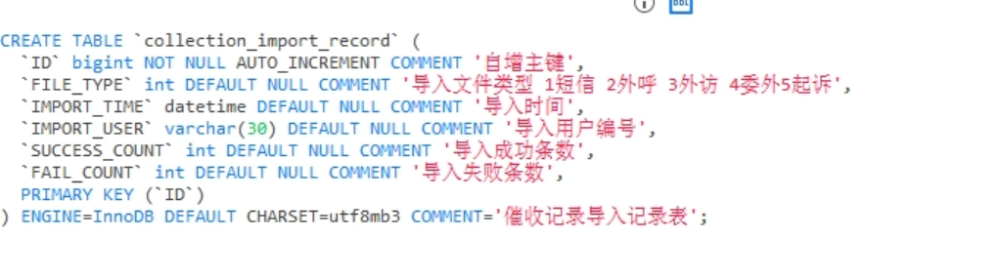 DDL
CREATE TABLE `collection_import_record` (
  `ID` bigint NOT NULL AUTO_INCREMENT COMMENT '自增主键',
  `FILE_TYPE` int DEFAULT NULL COMMENT '导入文件类型 1短信 2外呼 3外访 4委外5起诉',
  `IMPORT_TIME` datetime DEFAULT NULL COMMENT '导入时间',
  `IMPORT_USER` varchar(30) DEFAULT NULL COMMENT '导入用户编号',
  `SUCCESS_COUNT` int DEFAULT NULL COMMENT '导入成功条数',
  `FAIL_COUNT` int DEFAULT NULL COMMENT '导入失败条数',
  PRIMARY KEY (`ID`)
) ENGINE=InnoDB DEFAULT CHARSET=utf8mb3 COMMENT='催收记录导入记录表';